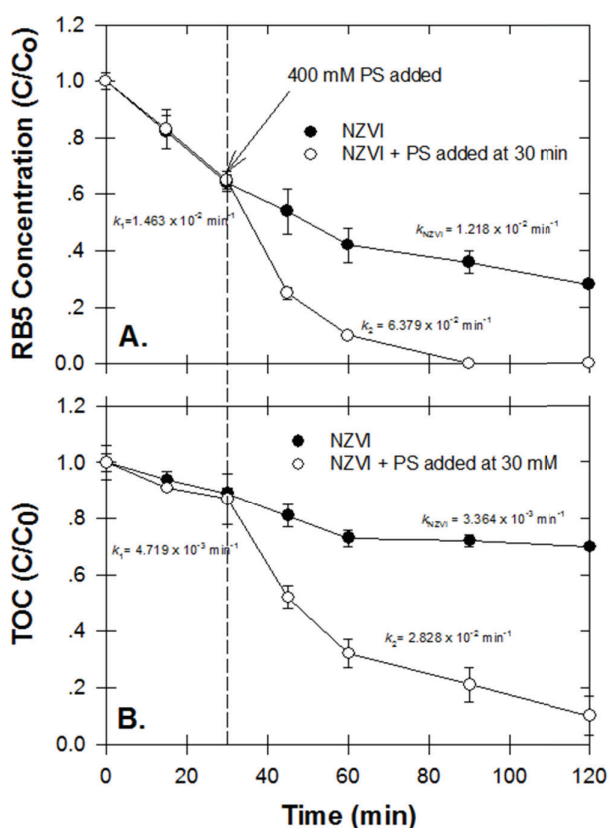 1.2
400 mM PS added
1.0
NZVI
NZVI + PS added at 30 min
.8
RB5 Concentration (C/Co)
.6
k1=1.463 x 10-2 min-1
kNZVI = 1.218 x 10-2 min-1
.4
.2
k2 = 6.379 x 10-2 min-1
A.
0.0
1.2
NZVI
NZVI + PS added at 30 mM
1.0
.8
kNZVI = 3.364 x 10-3 min-1
TOC (C/C0)
.6
k1= 4.719 x 10-3 min-1
.4
k2= 2.828 x 10-2 min-1
.2
B.
0.0
0 20 40 60 80 100 120
Time (min)